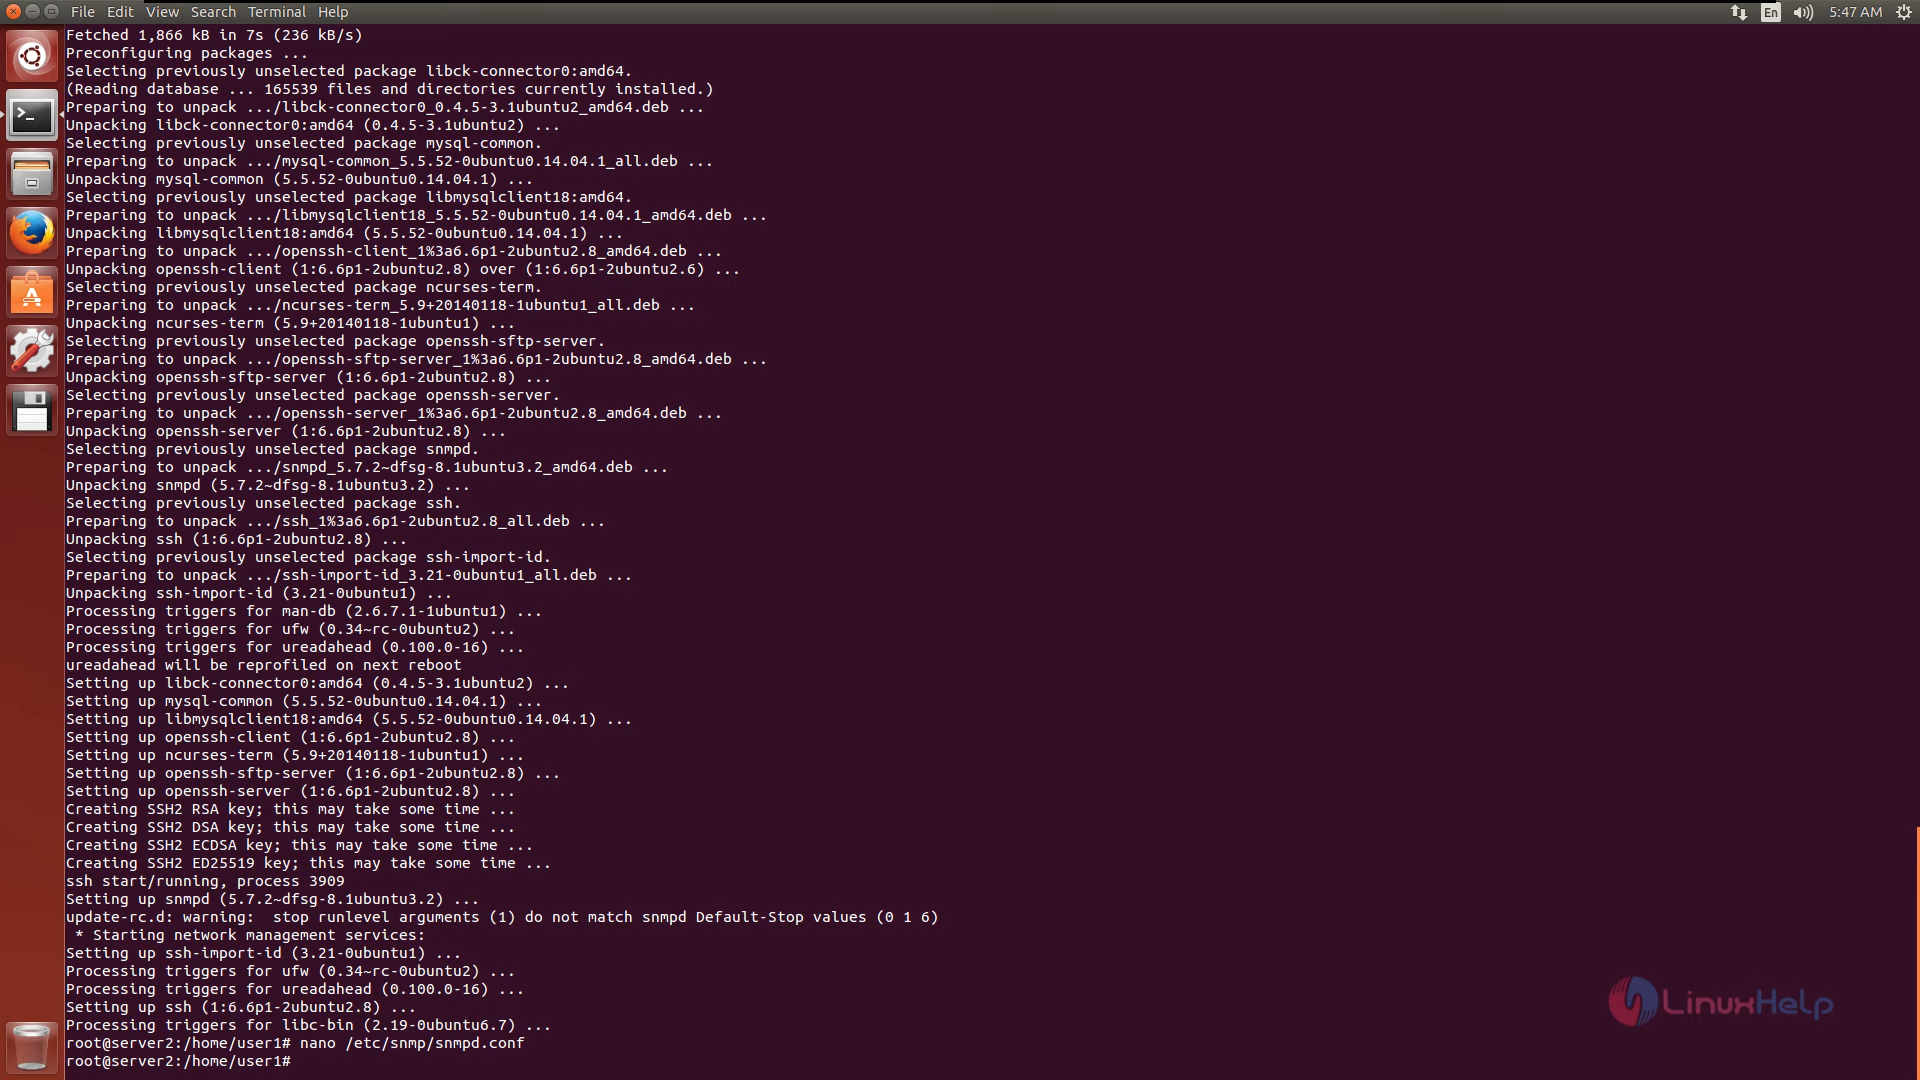 File Edit View Search Terminal Help
En 5:47 AM
Fetched 1,866 kB in 7s (236 kB/s)
Preconfiguring packages ...
Selecting previously unselected package libck-connector0:amd64.
(Reading database ... 165539 files and directories currently installed.)
Preparing to unpack .../libck-connector0_0.4.5-3.1ubuntu2_amd64.deb ...
Unpacking libck-connector0:amd64 (0.4.5-3.1ubuntu2) ...
Selecting previously unselected package mysql-common.
Preparing to unpack .../mysql-common_5.5.52-0ubuntu0.14.04.1_all.deb ...
Unpacking mysql-common (5.5.52-0ubuntu0.14.04.1) ...
Selecting previously unselected package libmysqlclient18:amd64.
Preparing to unpack .../libmysqlclient18_5.5.52-0ubuntu0.14.04.1_amd64.deb ...
Unpacking libmysqlclient18:amd64 (5.5.52-0ubuntu0.14.04.1) ...
Preparing to unpack .../openssh-client_1%3a6.6p1-2ubuntu2.8_amd64.deb ...
Unpacking openssh-client (1:6.6p1-2ubuntu2.8) over (1:6.6p1-2ubuntu2.6) ...
Selecting previously unselected package ncurses-term.
Preparing to unpack .../ncurses-term_5.9+20140118-1ubuntu1_all.deb ...
Unpacking ncurses-term (5.9+20140118-1ubuntu1) ...
Selecting previously unselected package openssh-sftp-server.
Preparing to unpack .../openssh-sftp-server_1%3a6.6p1-2ubuntu2.8_amd64.deb ...
Unpacking openssh-sftp-server (1:6.6p1-2ubuntu2.8) ...
Selecting previously unselected package openssh-server.
Preparing to unpack .../openssh-server_1%3a6.6p1-2ubuntu2.8_amd64.deb ...
Unpacking openssh-server (1:6.6p1-2ubuntu2.8) ...
Selecting previously unselected package snmpd.
Preparing to unpack .../snmpd_5.7.2~dfsg-8.1ubuntu3.2_amd64.deb ...
Unpacking snmpd (5.7.2~dfsg-8.1ubuntu3.2) ...
Selecting previously unselected package ssh.
Preparing to unpack .../ssh_1%3a6.6p1-2ubuntu2.8_all.deb ...
Unpacking ssh (1:6.6p1-2ubuntu2.8) ...
Selecting previously unselected package ssh-import-id.
Preparing to unpack .../ssh-import-id_3.21-0ubuntu1_all.deb ...
Unpacking ssh-import-id (3.21-0ubuntu1) ...
Processing triggers for man-db (2.6.7.1-1ubuntu1) ...
Processing triggers for ufw (0.34~rc-0ubuntu2) ...
Processing triggers for ureadahead (0.100.0-16) ...
ureadahead will be reprofiled on next reboot
Setting up libck-connector0:amd64 (0.4.5-3.1ubuntu2) ...
Setting up mysql-common (5.5.52-0ubuntu0.14.04.1) ...
Setting up libmysqlclient18:amd64 (5.5.52-0ubuntu0.14.04.1) ...
Setting up openssh-client (1:6.6p1-2ubuntu2.8) ...
Setting up ncurses-term (5.9+20140118-1ubuntu1) ...
Setting up openssh-sftp-server (1:6.6p1-2ubuntu2.8) ...
Setting up openssh-server (1:6.6p1-2ubuntu2.8) ...
Creating SSH2 RSA key; this may take some time ...
Creating SSH2 DSA key; this may take some time ...
Creating SSH2 ECDSA key; this may take some time ...
Creating SSH2 ED25519 key; this may take some time ...
ssh start/running, process 3909
Setting up snmpd (5.7.2~dfsg-8.1ubuntu3.2) ...
update-rc.d: warning:  stop runlevel arguments (1) do not match snmpd Default-Stop values (0 1 6)
 * Starting network management services:
Setting up ssh-import-id (3.21-0ubuntu1) ...
Processing triggers for ufw (0.34~rc-0ubuntu2) ...
Processing triggers for ureadahead (0.100.0-16) ...
Setting up ssh (1:6.6p1-2ubuntu2.8) ...
Processing triggers for libc-bin (2.19-0ubuntu6.7) ...
root@server2:/home/user1# nano /etc/snmp/snmpd.conf
root@server2:/home/user1#
LinuxHelp